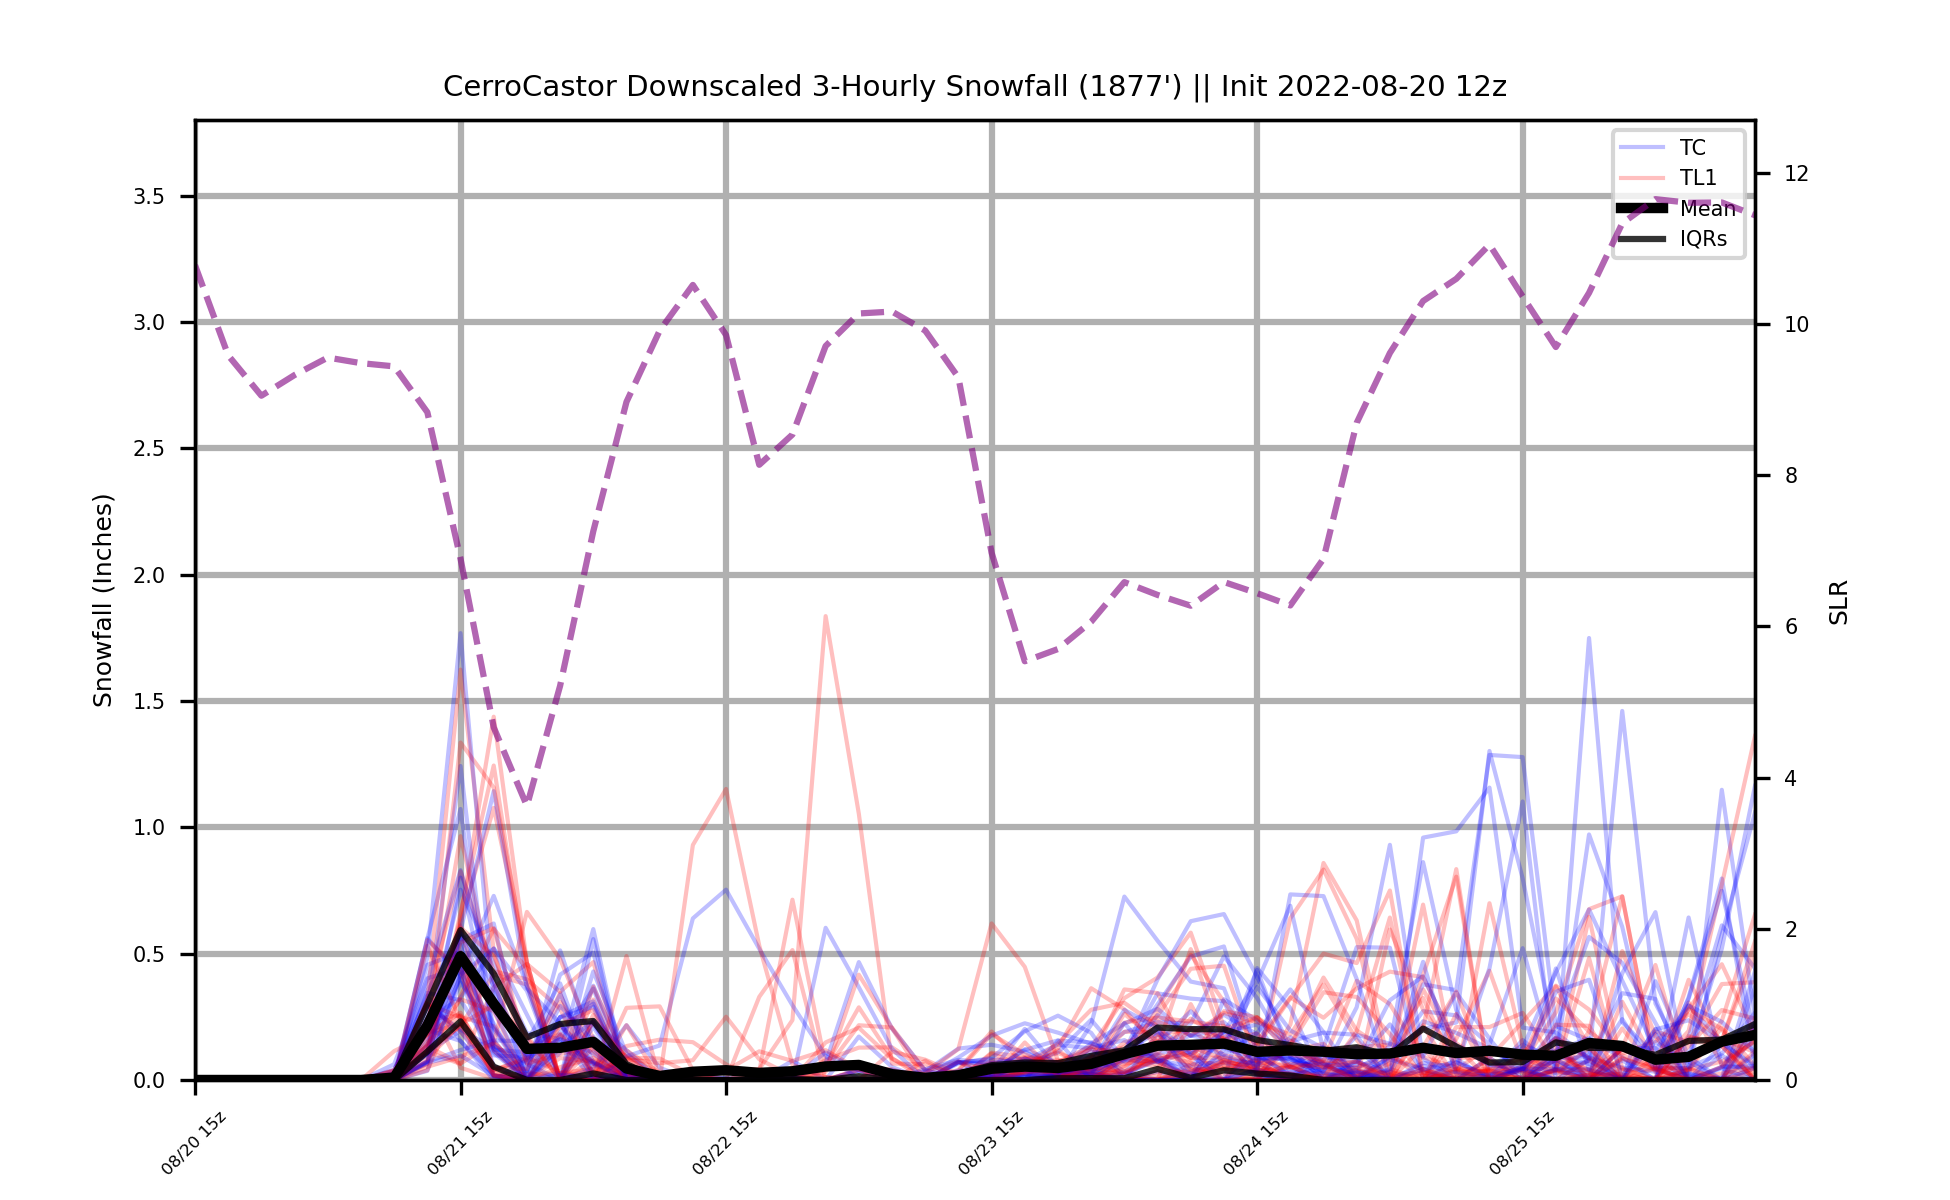 CerroCastor Downscaled 3-Hourly Snowfall (1877') || Init 2022-08-20 12z
TC
TL1
Mean
IQRs
Snowfall (Inches)
3.5
3.0
2.5
2.0
1.5
1.0
0.5
0.0
12
10
8
6
4
2
0
SLR
08/20 15z
08/21 15z
08/22 15z
08/23 15z
08/24 15z
08/25 15z